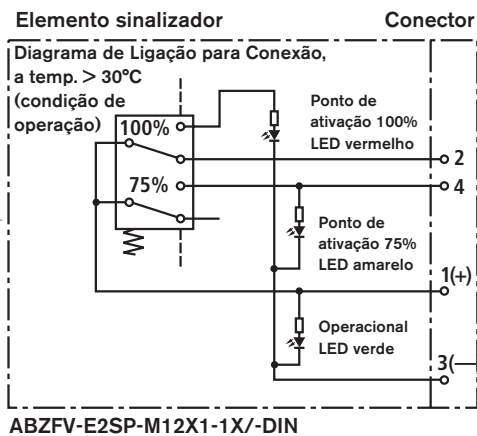 Elemento sinalizador
Conector
Diagrama de Ligação para Conexão,
a temp. > 30°C
(condição de
operação)
100%
75%
Ponto de
ativação 100%
LED vermelho
2
4
Ponto de
ativação 75%
LED amarelo
1(+)
Operacional
LED verde
3(—
ABZFV-E2SP-M12X1-1X/-DIN